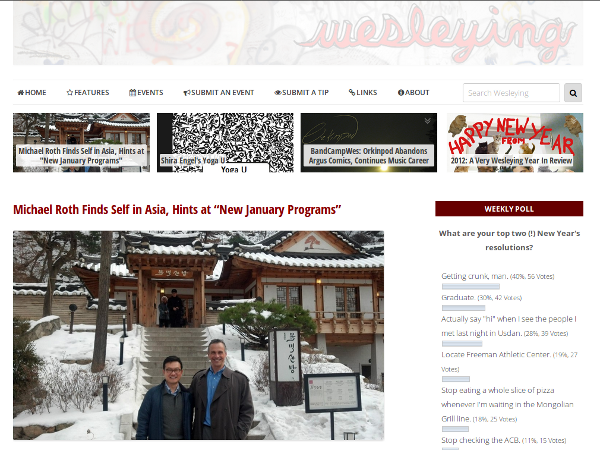 wesleying
HOME FEATURES EVENTS SUBMIT AN EVENT SUBMIT A TIP LINKS ABOUT
Search Wesleying
Michael Roth Finds Self in Asia, Hints at
"New January Programs"
Shira Engel's Yoga U
Yoga U
BandCampWes: Orkinpod Abandons
Argus Comics, Continues Music Career
HAPPY NEW YEAR
FROM
2012: A Very Wesleying Year In Review
Michael Roth Finds Self in Asia, Hints at “New January Programs”
WEEKLY POLL
What are your top two (!) New Year's
resolutions?
Getting crunk, man. (40%, 56 Votes)
Graduate. (30%, 42 Votes)
Actually say "hi" when I see the people I
met last night in Usdan. (28%, 39 Votes)
Locate Freeman Athletic Center. (19%, 27
Votes)
Stop eating a whole slice of pizza
whenever I'm waiting in the Mongolian
Grill line. (18%, 25 Votes)
Stop checking the ACB. (11%, 15 Votes)